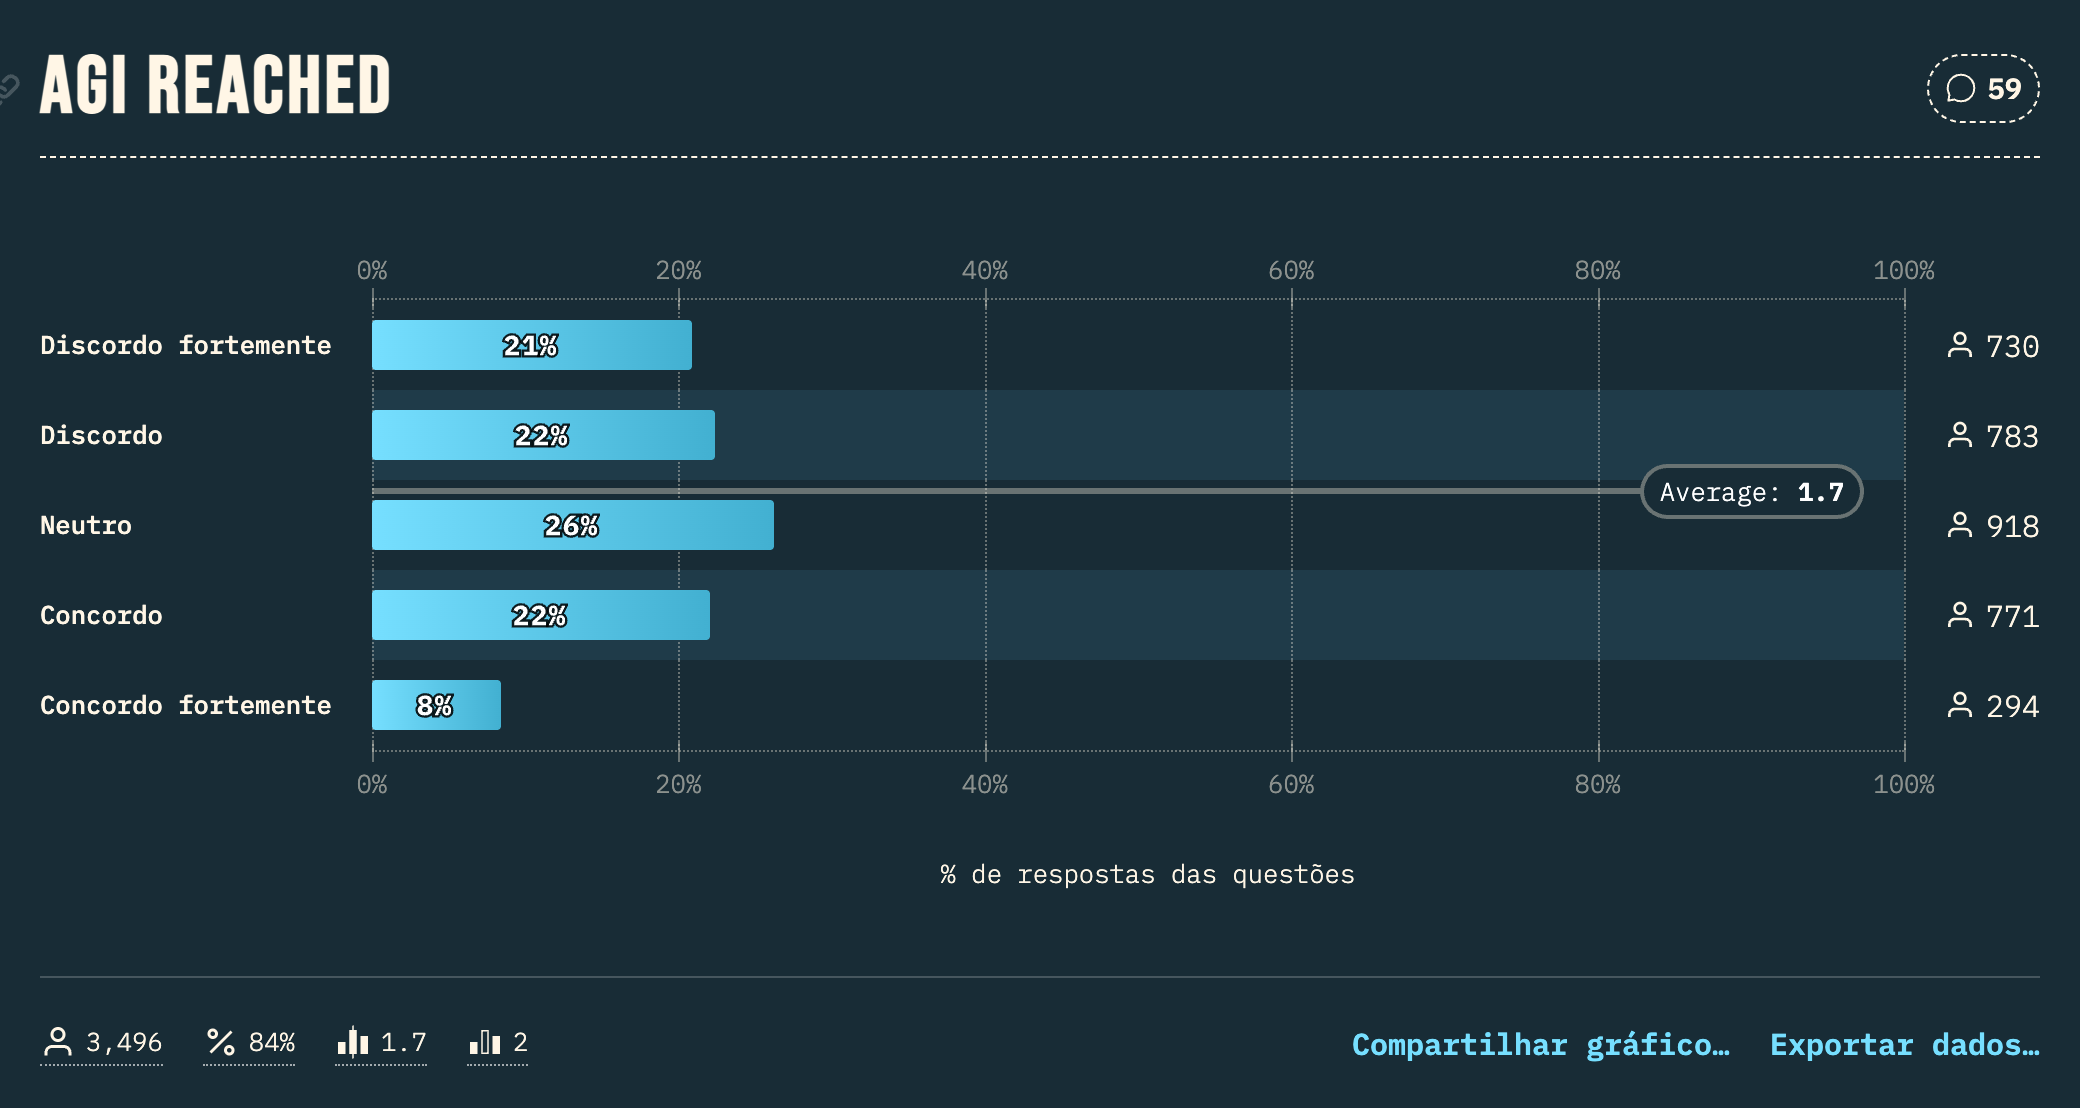 AGI REACHED
59
0% 20% 40% 60% 80% 100%
Discordo fortemente 21% 730
Discordo 22% 783
Average: 1.7
Neutro 26% 918
Concordo 22% 771
Concordo fortemente 8% 294
0% 20% 40% 60% 80% 100%
% de respostas das questões
3,496 84% 1.7 2 Compartilhar gráfico… Exportar dados…